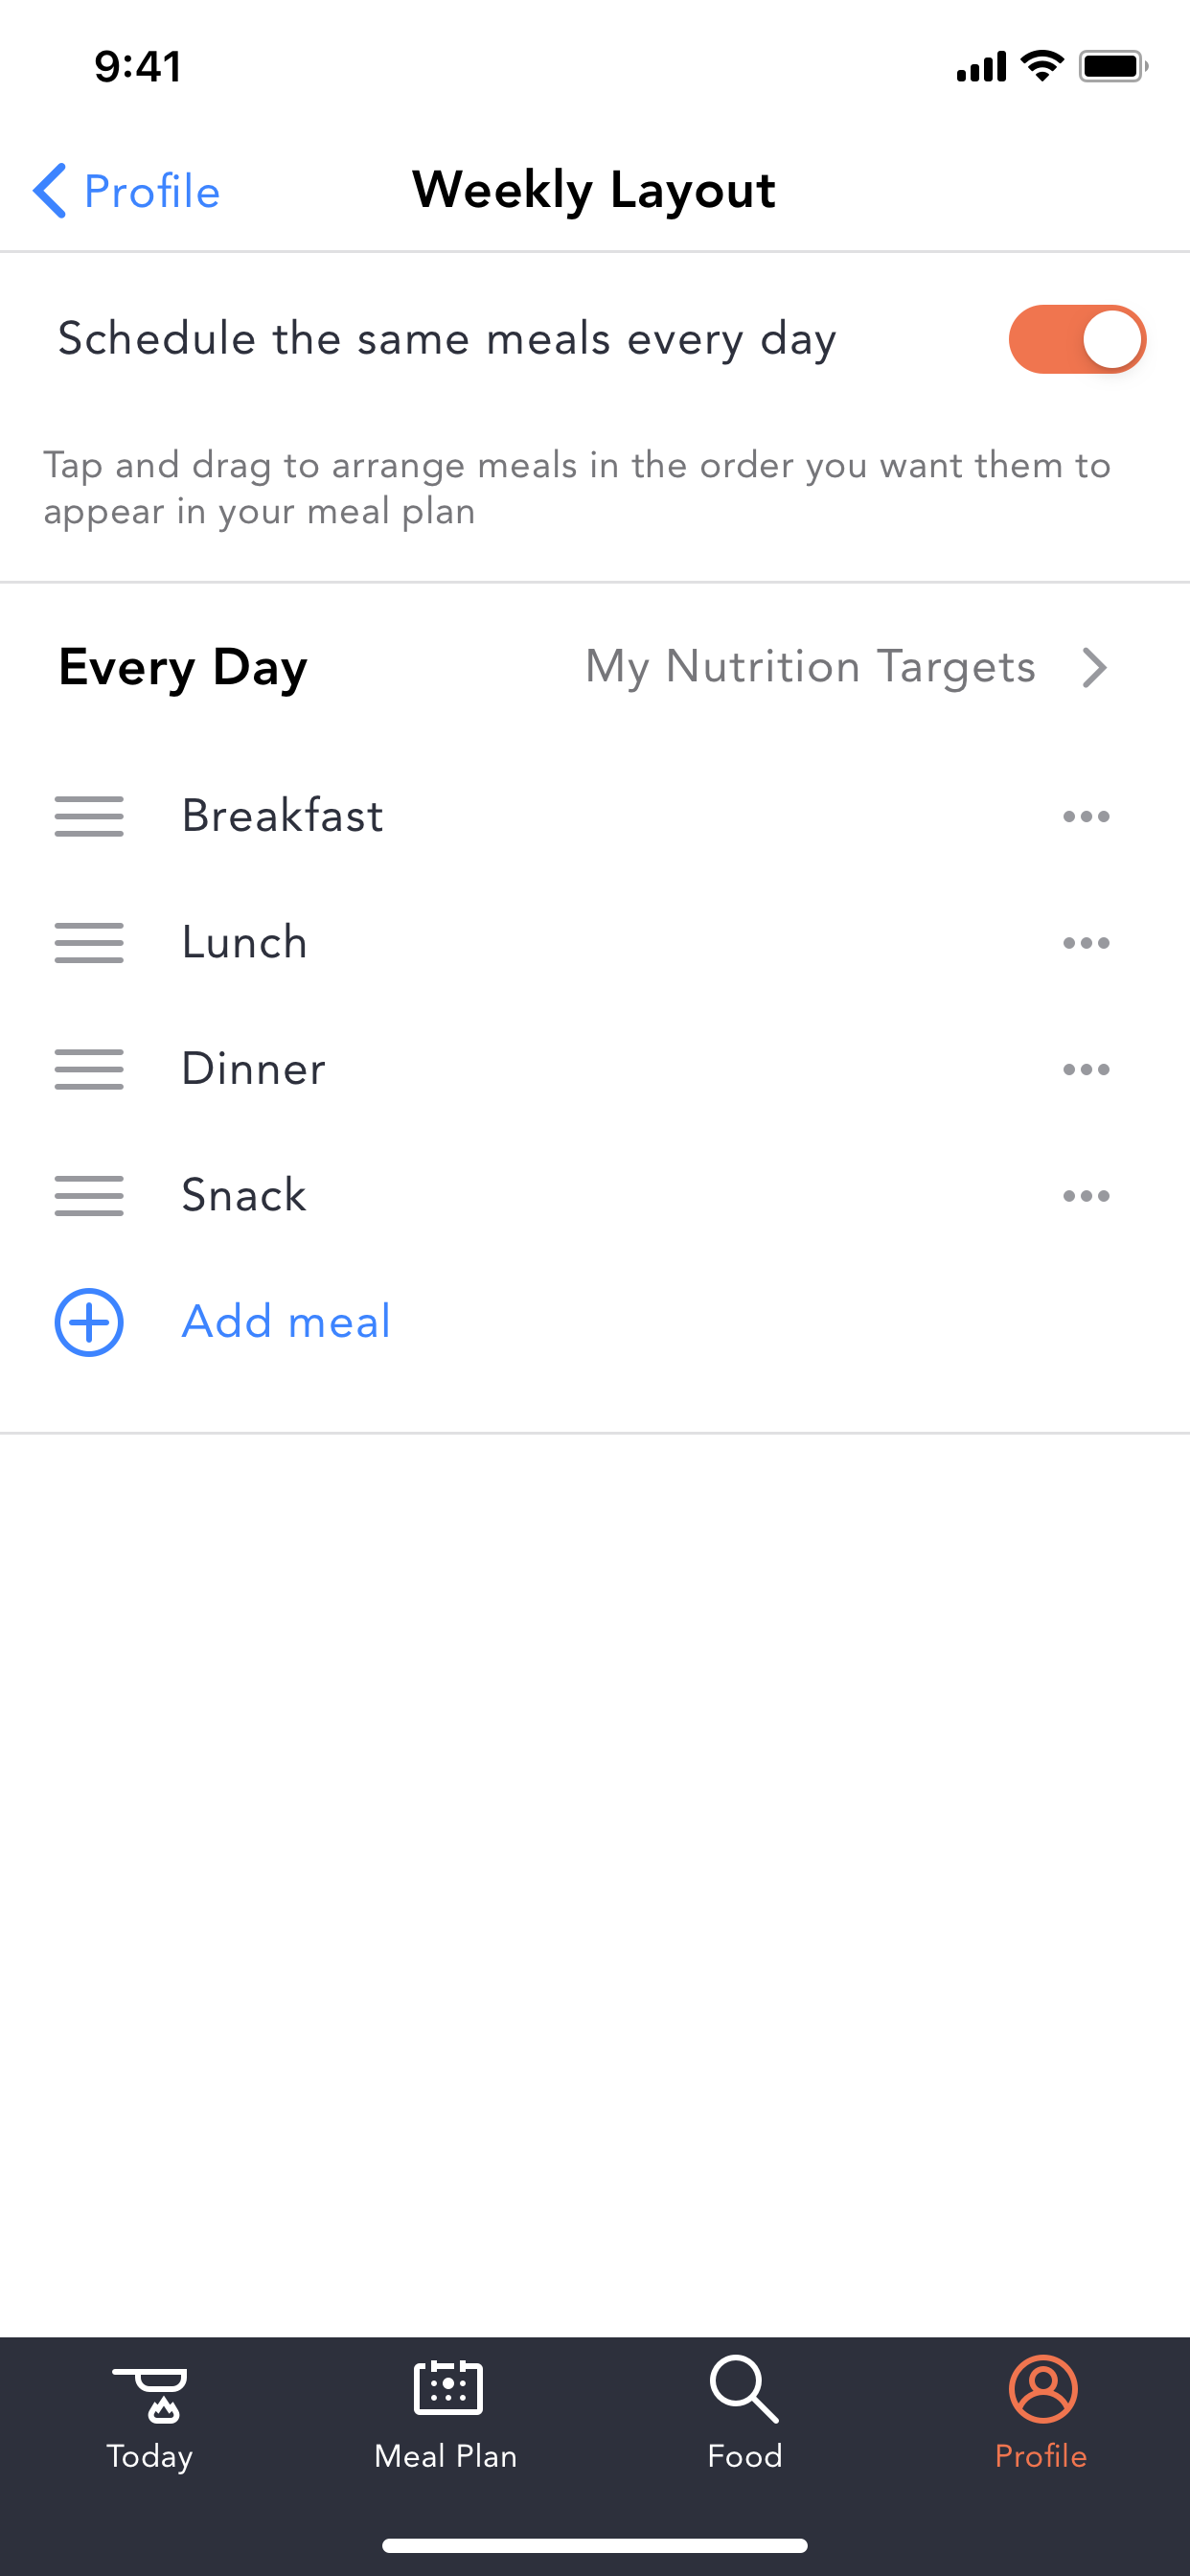 9:41
Profile
Weekly Layout
Schedule the same meals every day
Tap and drag to arrange meals in the order you want them to
appear in your meal plan
Every Day
My Nutrition Targets
Breakfast
Lunch
Dinner
Snack
Add meal
Today
Meal Plan
Food
Profile